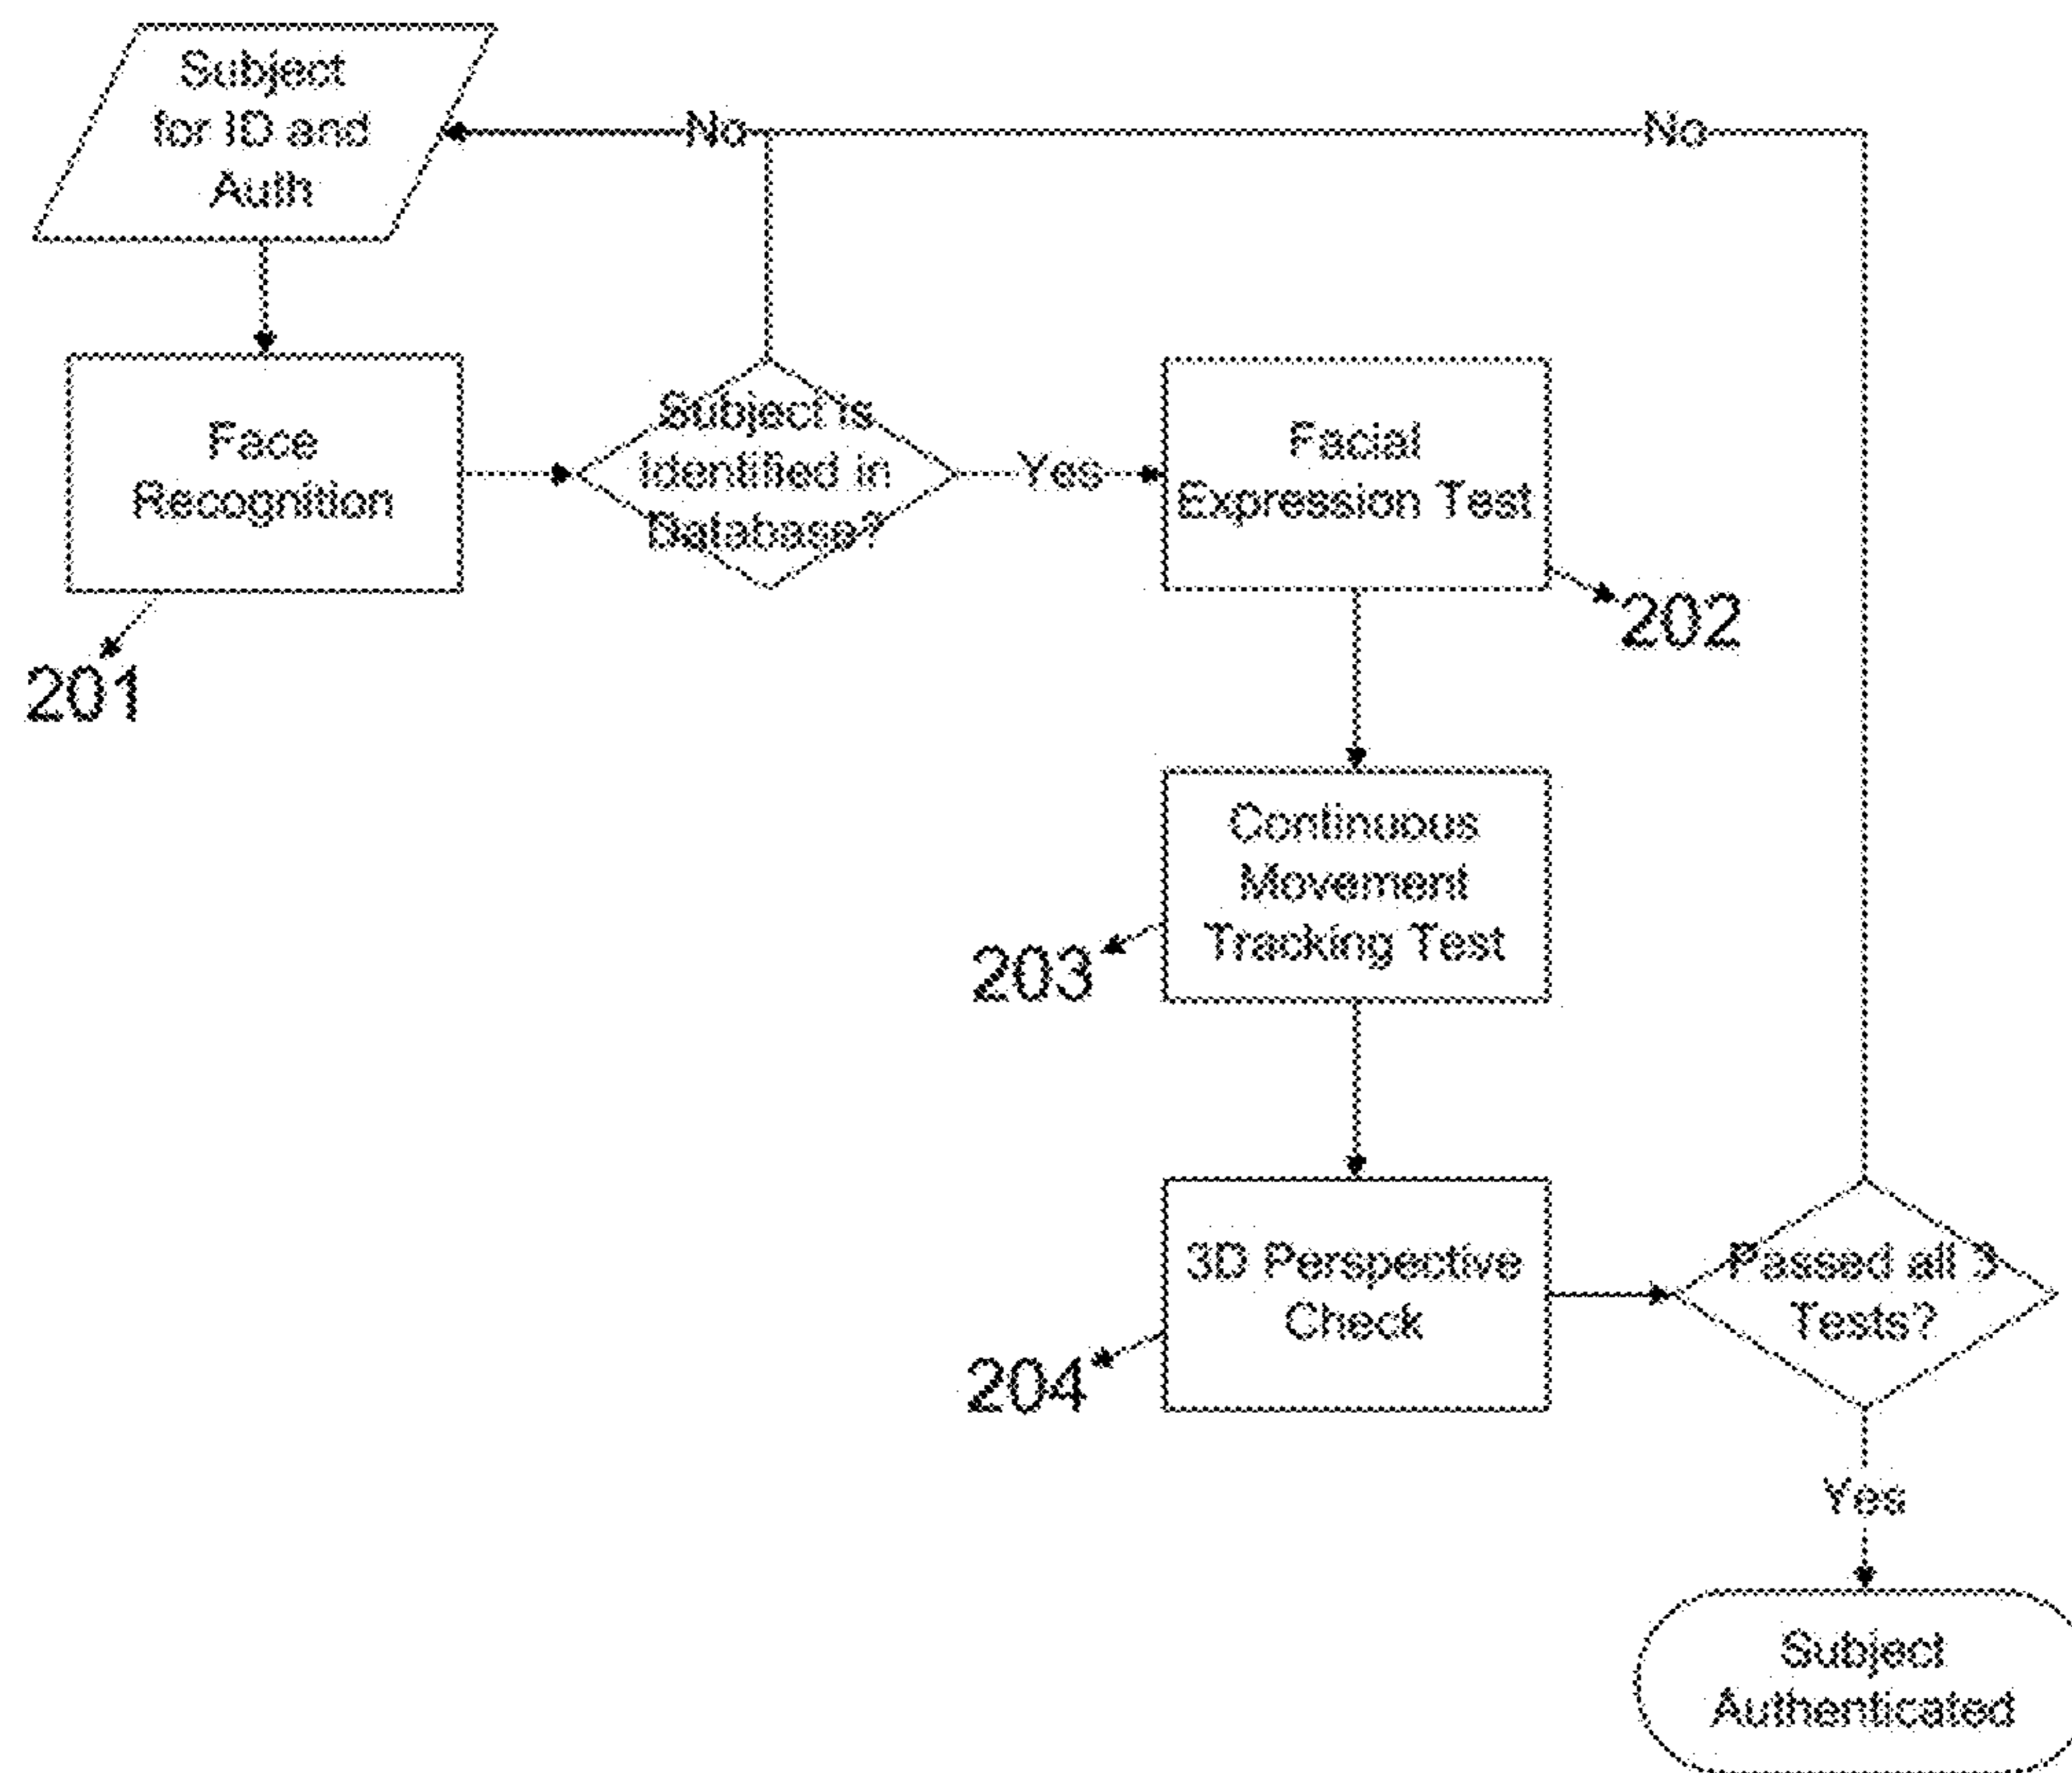 Subject
for ID and
Auth
No
No
Face
Recognition
Subject is
Identified in
Database?
Yes
Facial
Expression Test
202
201
Continuous
Movement
Tracking Test
203
3D Perspective
Check
204
Passed all 3
Tests?
Yes
Subject
Authenticated